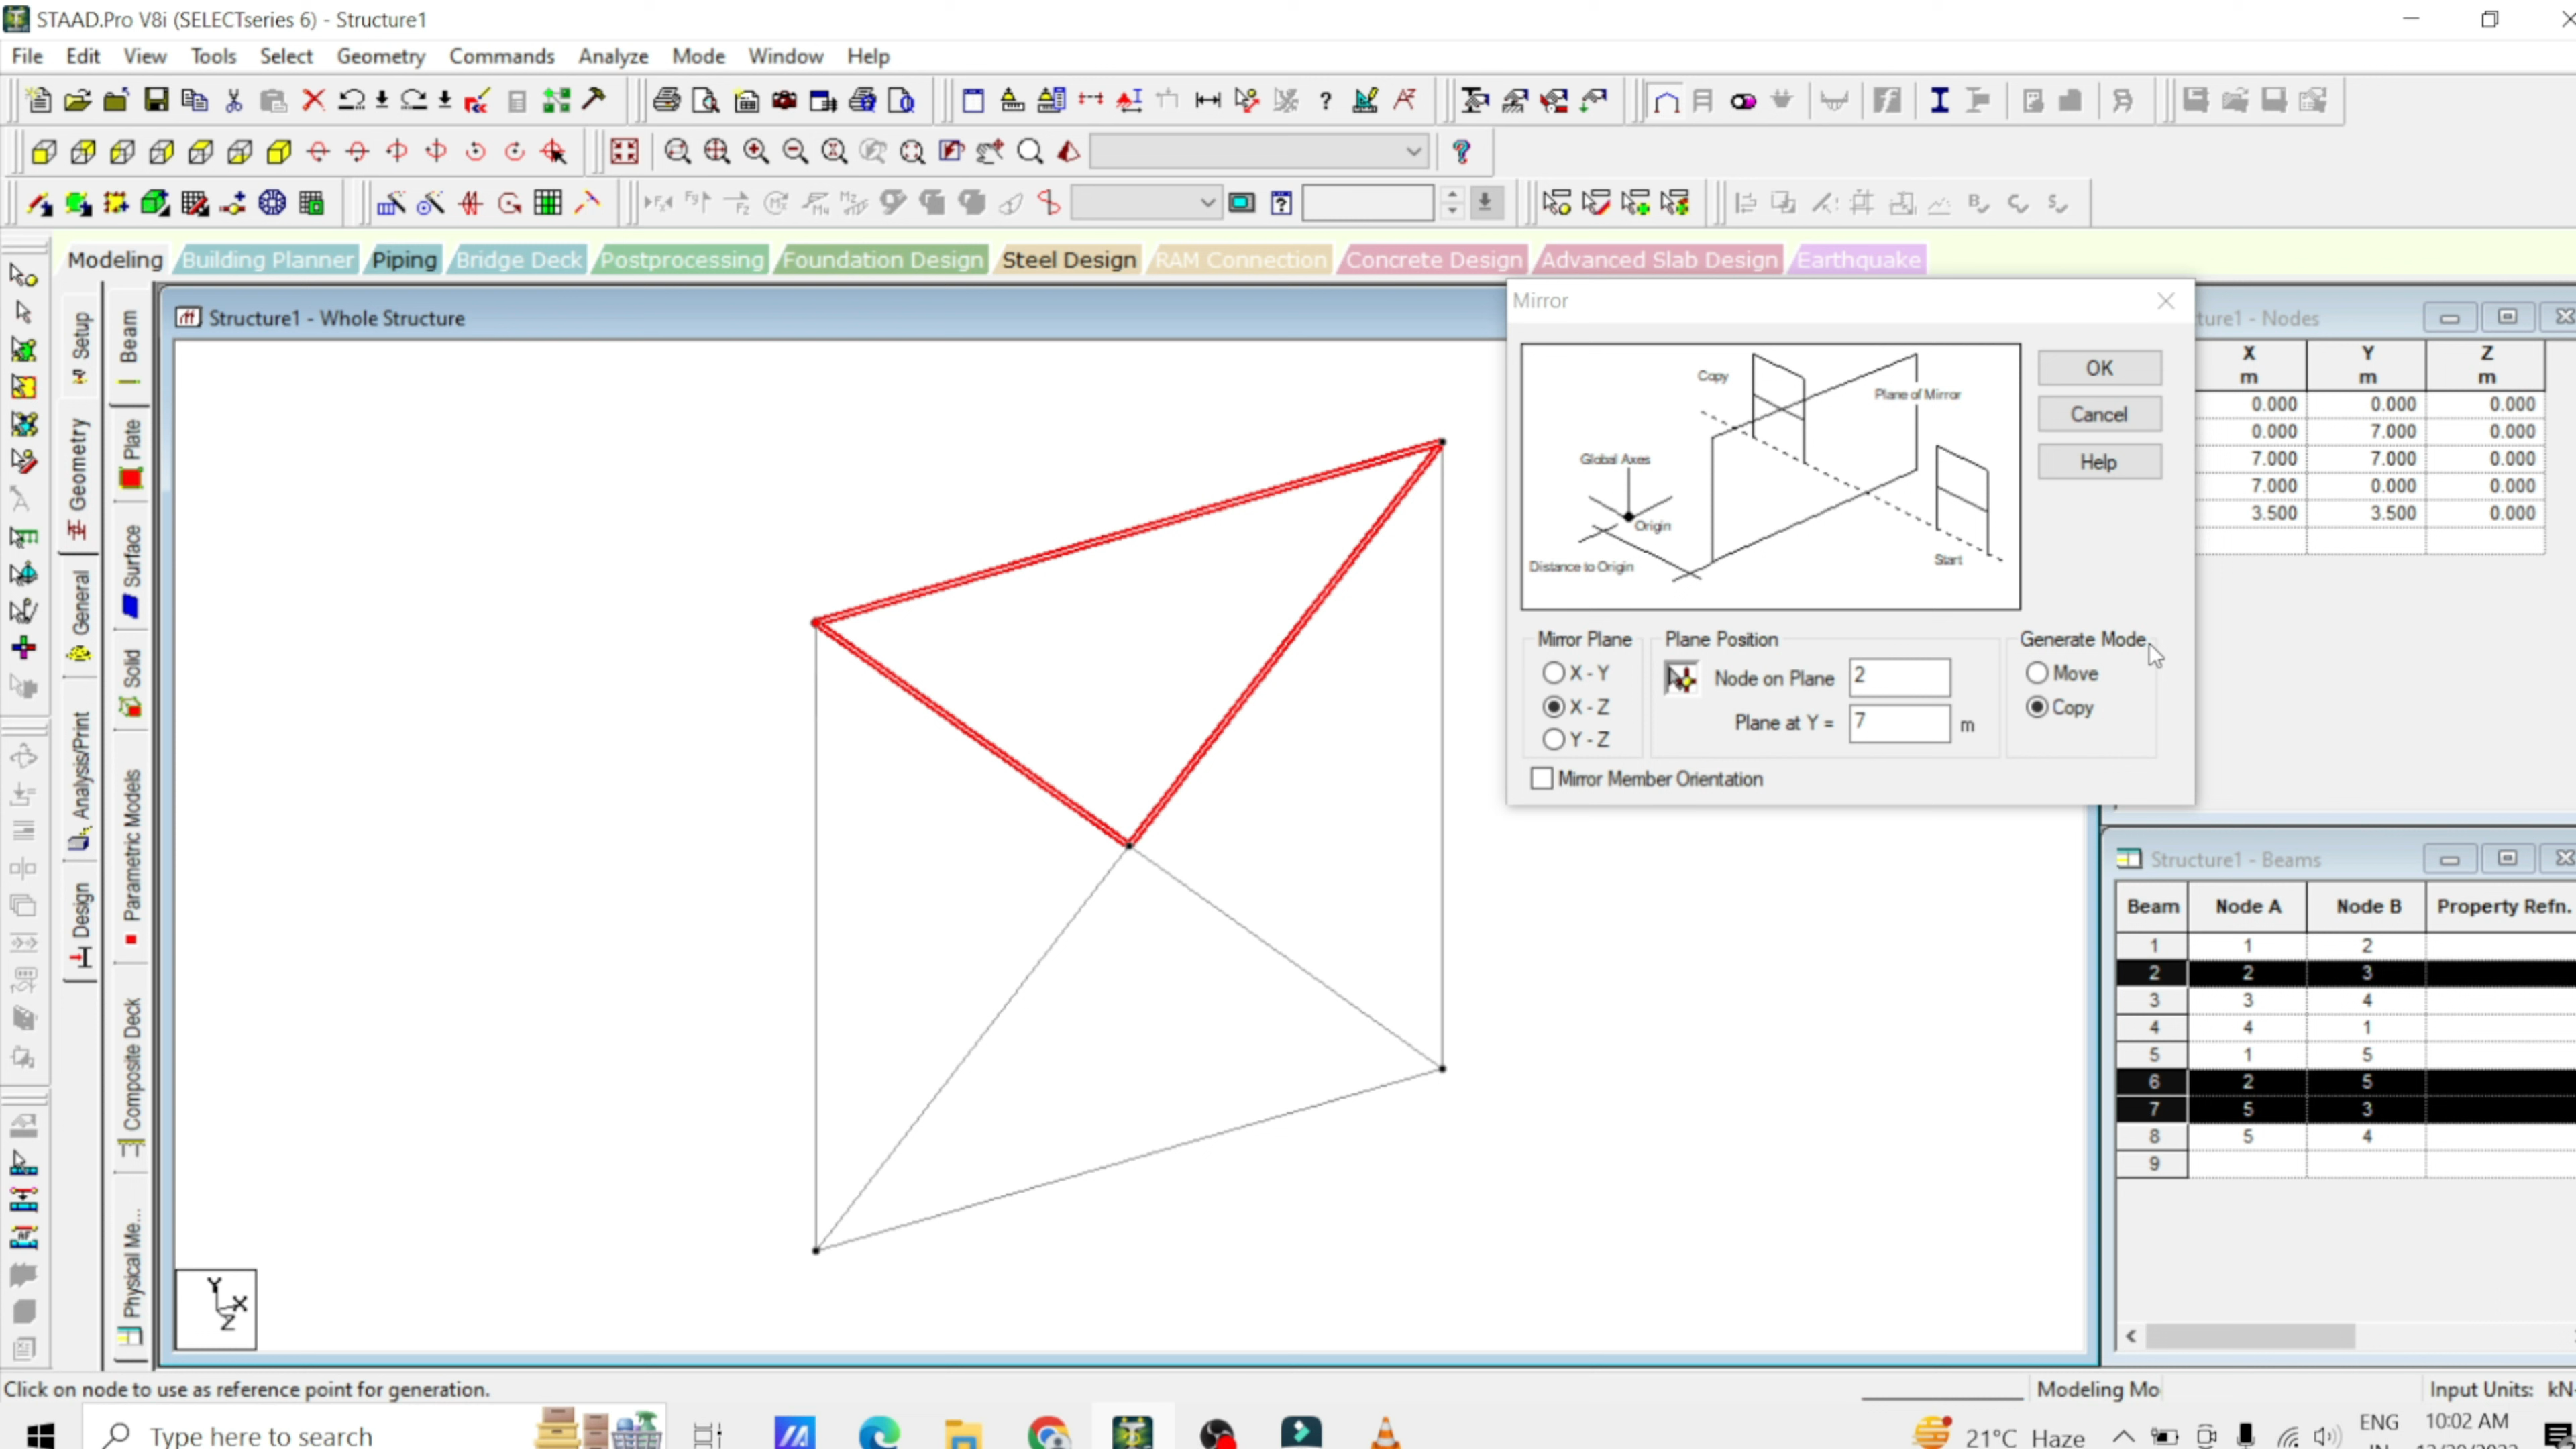 STAAD.Pro V8i (SELECTseries 6) - Structure1
File Edit View Tools Select Geometry Commands Analyze Mode Window Help
Modeling Building Planner Piping Bridge Deck Postprocessing Foundation Design Steel Design RAM Connection Concrete Design Advanced Slab Design Earthquake
Setup
Geometry
General
Analysis/Print
Design
Beam
Plate
Surface
Solid
Parametric Models
Composite Deck
Physical Me...
Structure1 - Whole Structure
Y
X
Z
Mirror
Copy
Plane of Mirror
Global Axes
Origin
Distance to Origin
Start
OK
Cancel
Help
Mirror Plane
X - Y
X - Z
Y - Z
Plane Position
Node on Plane 2
Plane at Y = 7 m
Generate Mode
Move
Copy
Mirror Member Orientation
ture1 - Nodes
X Y Z
m m m
0.000 0.000 0.000
0.000 7.000 0.000
7.000 7.000 0.000
7.000 0.000 0.000
3.500 3.500 0.000
Structure1 - Beams
Beam Node A Node B Property Refn.
1 1 2
2 2 3
3 3 4
4 4 1
5 1 5
6 2 5
7 5 3
8 5 4
9
Click on node to use as reference point for generation.
Modeling Mo
Input Units: kN-
Type here to search
21°C Haze
ENG
10:02 AM